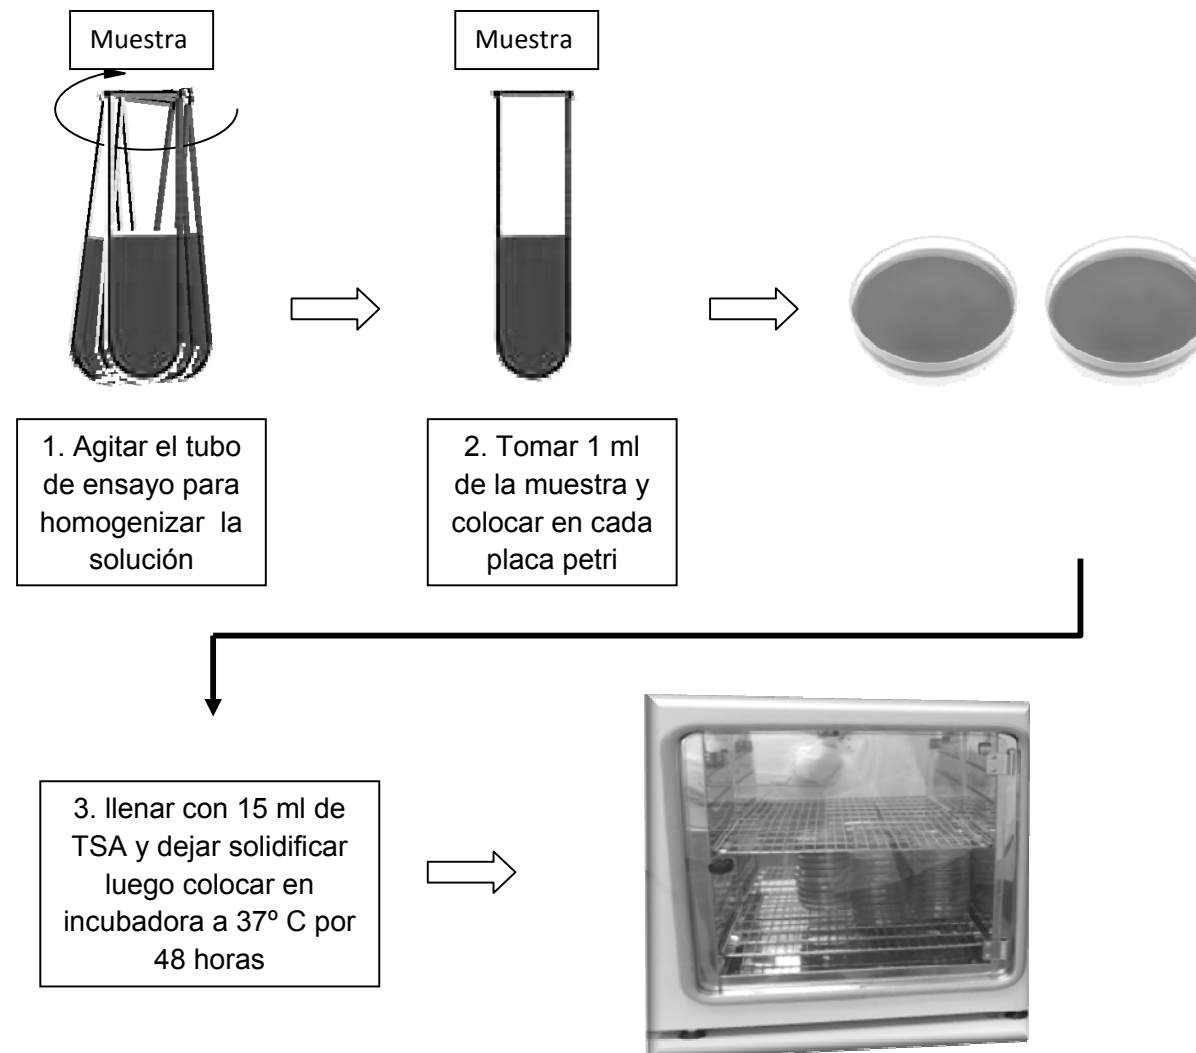 Muestra
Muestra
1. Agitar el tubo
de ensayo para
homogenizar la
solución
2. Tomar 1 ml
de la muestra y
colocar en cada
placa petri
3. llenar con 15 ml de
TSA y dejar solidificar
luego colocar en
incubadora a 37º C por
48 horas